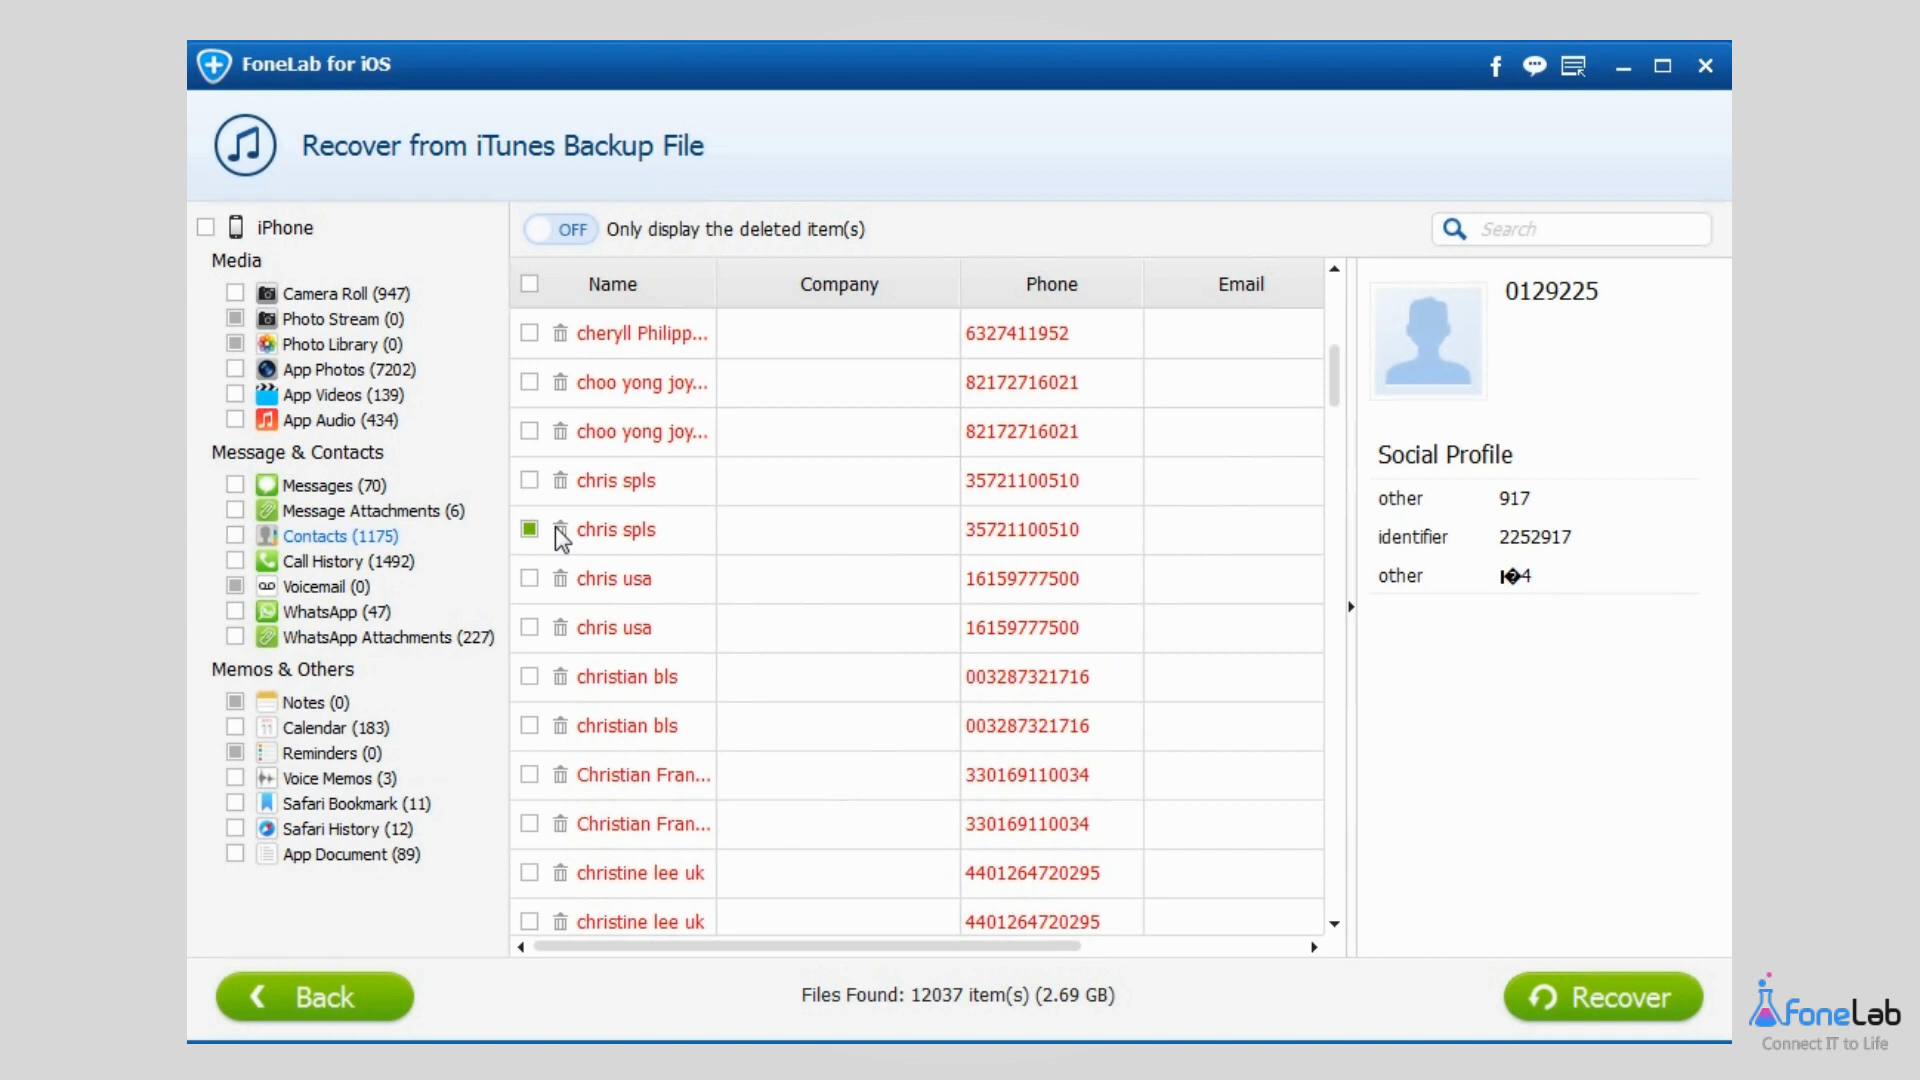 FoneLab for iOS
Recover from iTunes Backup File
iPhone
Media
Camera Roll (947)
Photo Stream (0)
Photo Library (0)
App Photos (7202)
App Videos (139)
App Audio (434)
Message & Contacts
Messages (70)
Message Attachments (6)
Contacts (1175)
Call History (1492)
Voicemail (0)
WhatsApp (47)
WhatsApp Attachments (227)
Memos & Others
Notes (0)
Calendar (183)
Reminders (0)
Voice Memos (3)
Safari Bookmark (11)
Safari History (12)
App Document (89)
OFF Only display the deleted item(s)
Search
Name Company Phone Email
cheryll Philipp... 6327411952
choo yong joy... 82172716021
choo yong joy... 82172716021
chris spls 35721100510
chris spls 35721100510
chris usa 16159777500
chris usa 16159777500
christian bls 003287321716
christian bls 003287321716
Christian Fran... 330169110034
Christian Fran... 330169110034
christine lee uk 4401264720295
christine lee uk 4401264720295
0129225
Social Profile
other 917
identifier 2252917
other �4
Back
Files Found: 12037 item(s) (2.69 GB)
Recover
FoneLab
Connect IT to Life